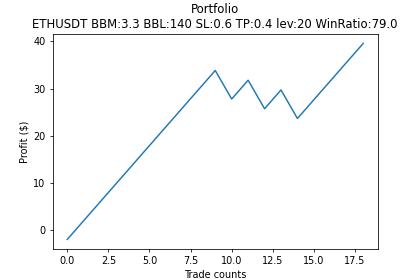 Portfolio
ETHUSDT BBM:3.3 BBL:140 SL:0.6 TP:0.4 lev:20 WinRatio:79.0
40
30
20
10
0
Profit ($)
0.0 2.5 5.0 7.5 10.0 12.5 15.0 17.5
Trade counts